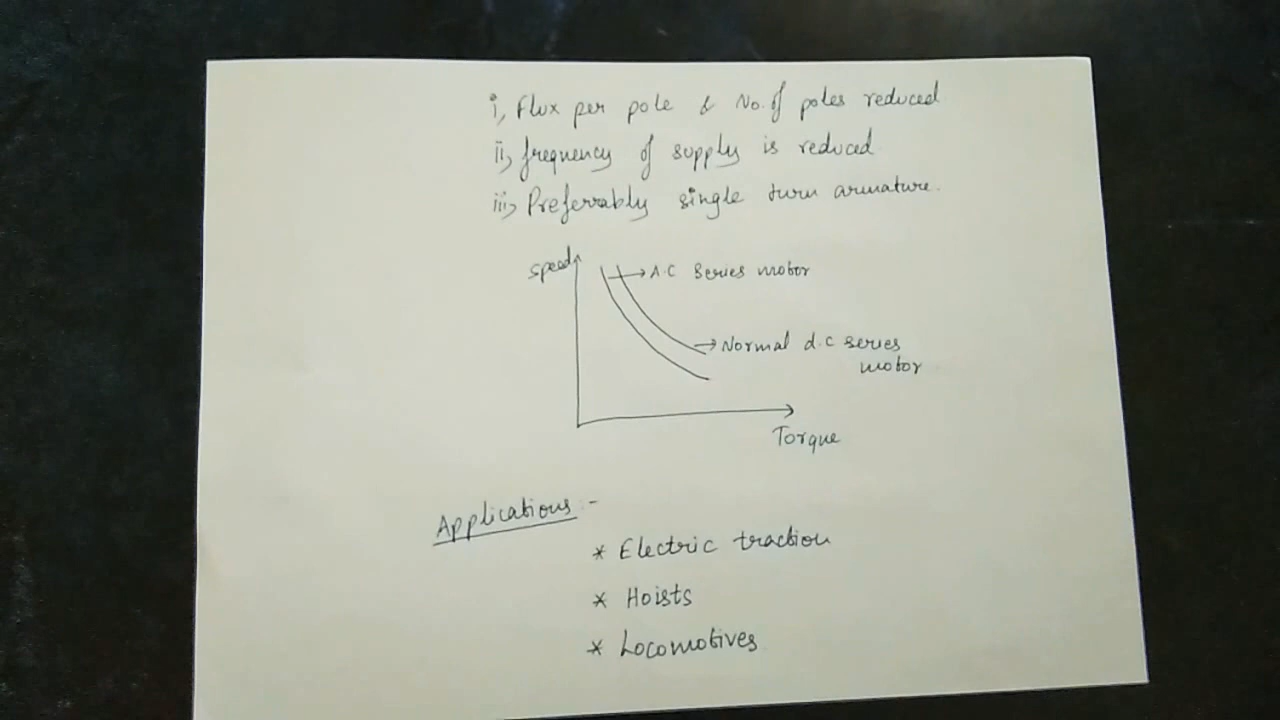 i, Flux per pole & No. of poles reduced
ii, frequency of supply is reduced
iii, Preferrably single turn armature.
Speed
A.C Series motor
Normal d.c series
motor
Torque
Applications :-
* Electric traction
* Hoists
* Locomotives